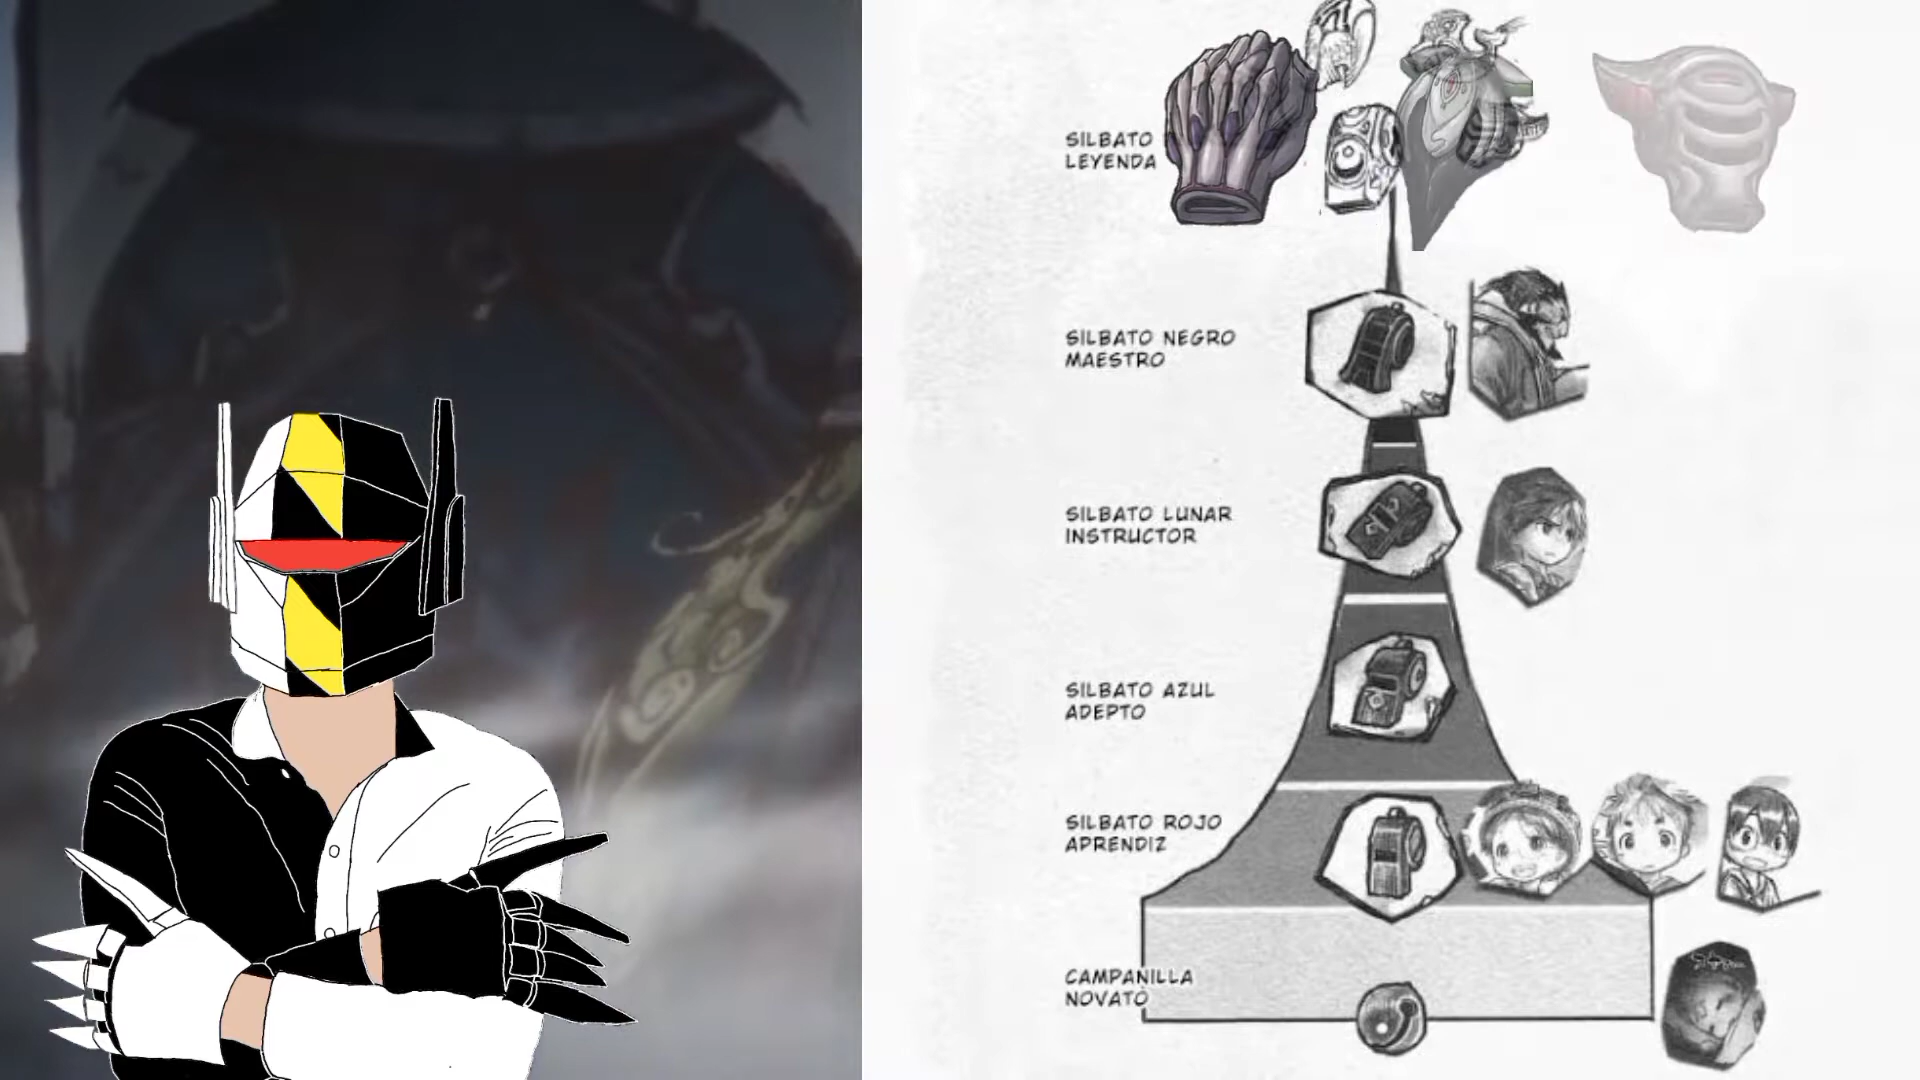 SILBATO
LEYENDA
SILBATO NEGRO
MAESTRO
SILBATO LUNAR
INSTRUCTOR
SILBATO AZUL
ADEPTO
SILBATO ROJO
APRENDIZ
CAMPANILLA
NOVATO